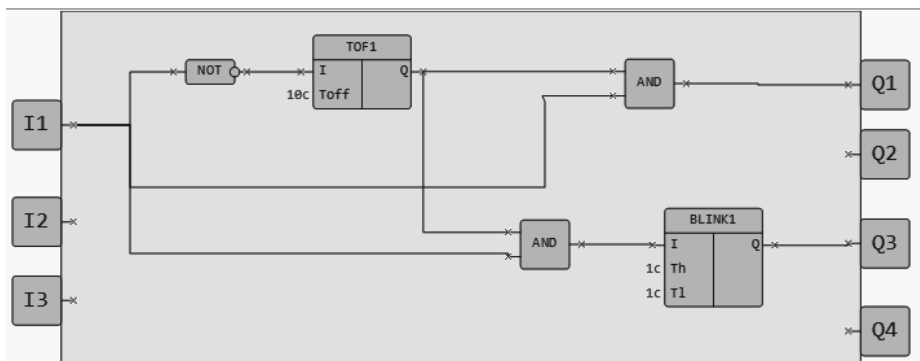 TOF1
NOT
I Q
10c Toff
AND
Q1
I1
Q2
I2
BLINK1
AND
I Q
Q3
1c Th
1c Tl
I3
Q4